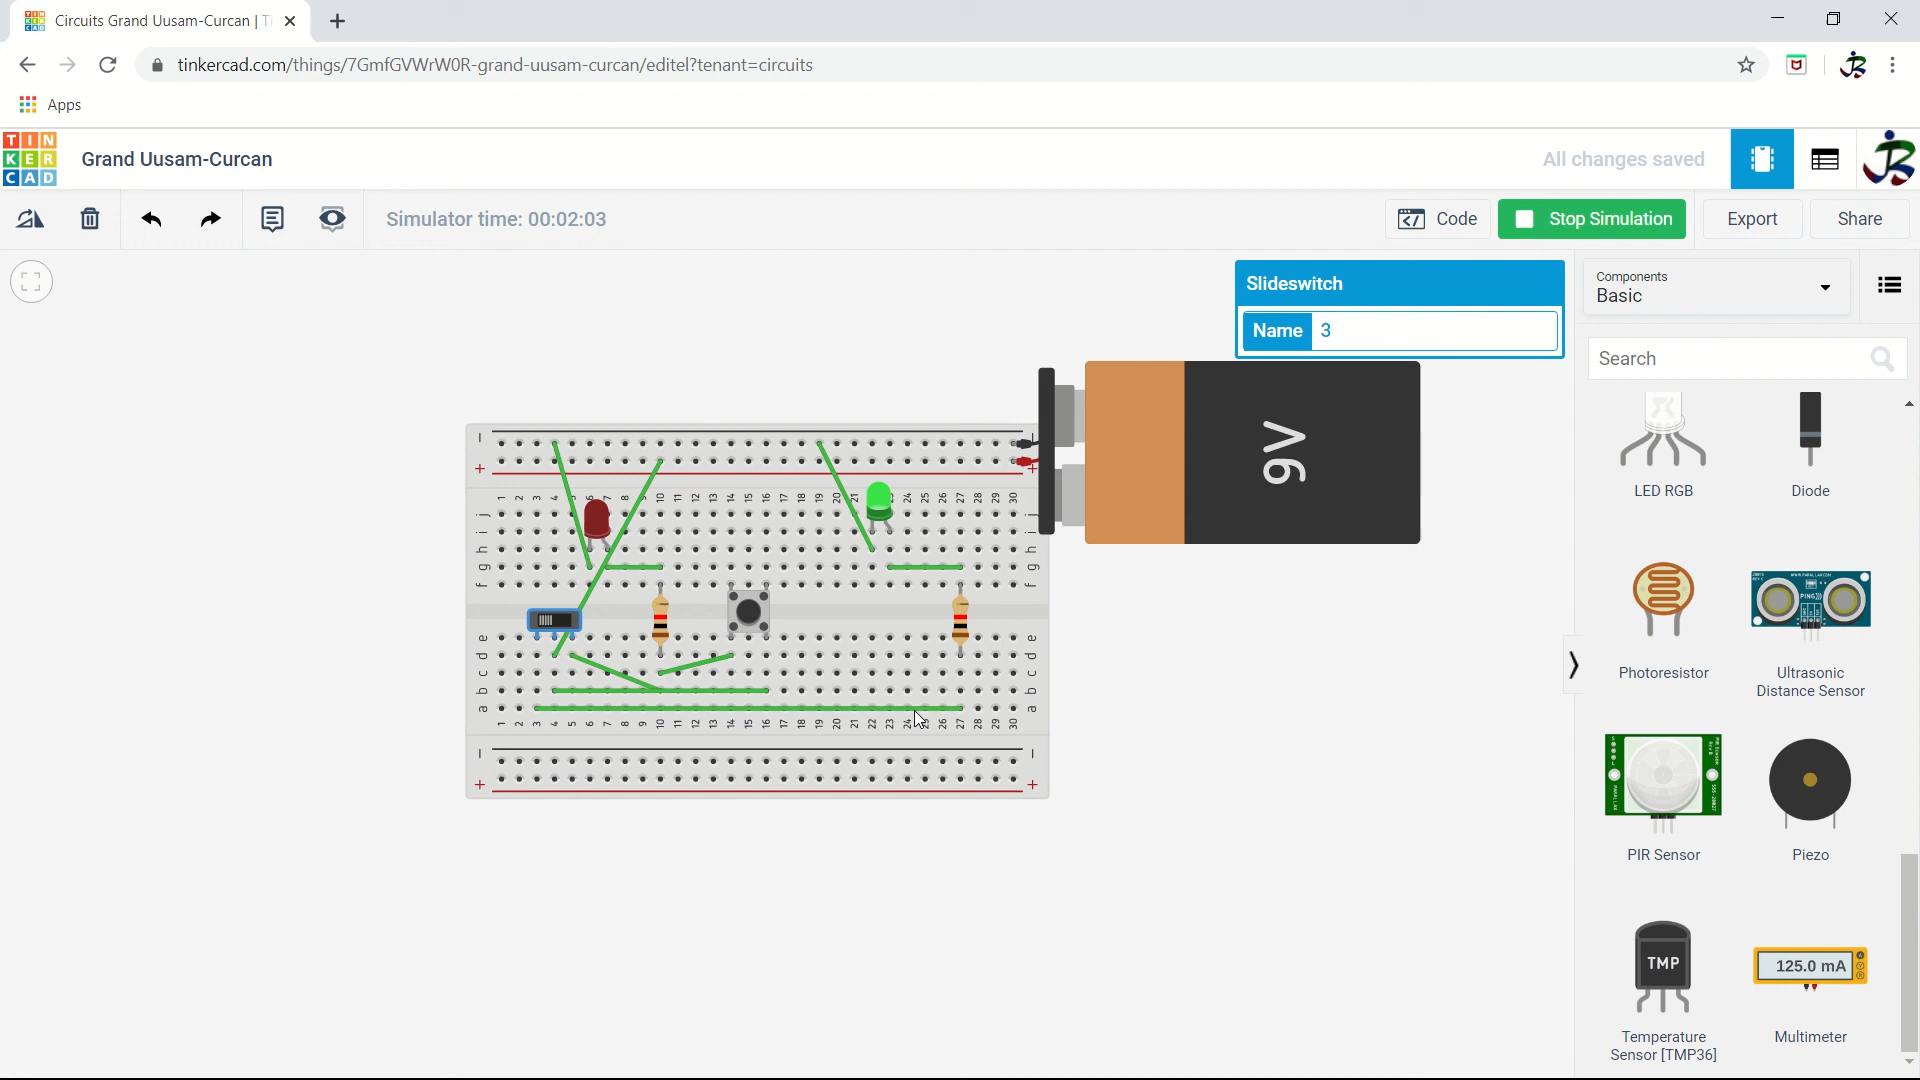 Circuits Grand Uusam-Curcan | Ti
tinkercad.com/things/7GmfGVWrW0R-grand-uusam-curcan/editel?tenant=circuits
Apps
TIN
KER
CAD
Grand Uusam-Curcan
All changes saved
Simulator time: 00:02:03
Code
Stop Simulation
Export
Share
Slideswitch
Name 3
Components
Basic
Search
9V
LED RGB
Diode
Photoresistor
Ultrasonic
Distance Sensor
PIR Sensor
Piezo
TMP
125.0 mA
Temperature
Sensor [TMP36]
Multimeter